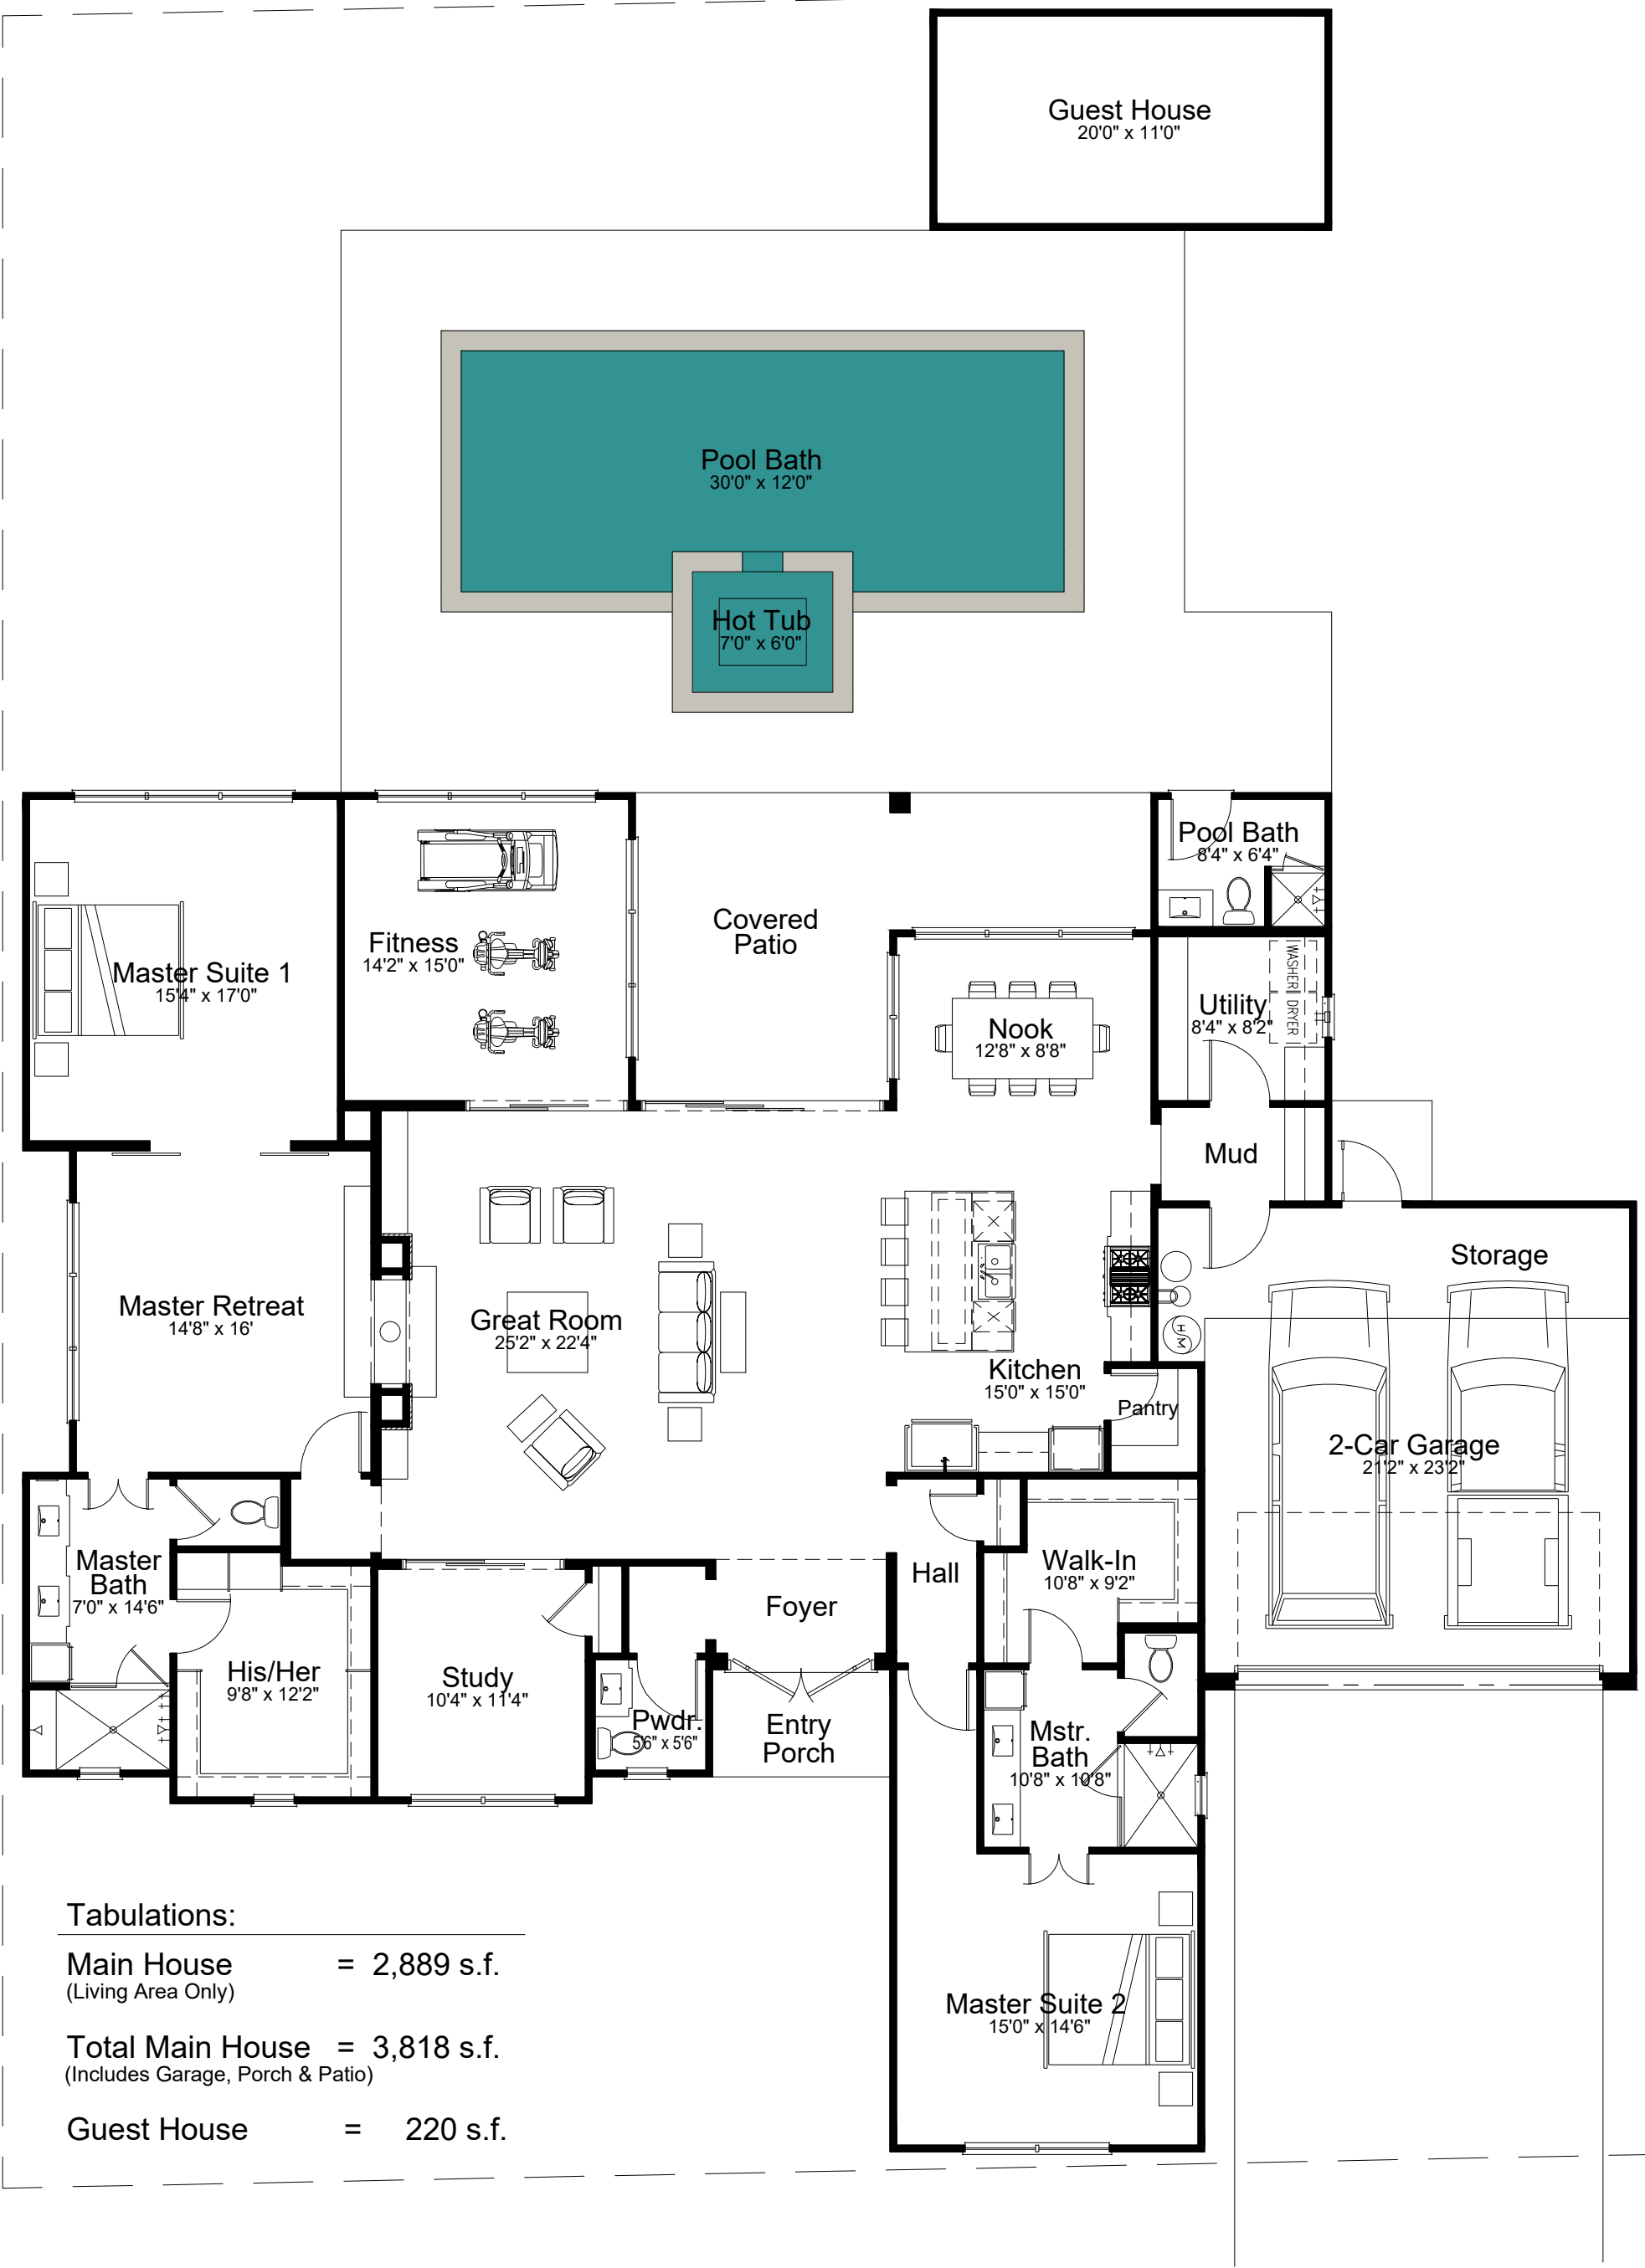 Guest House
20'0" x 11'0"
Pool Bath
30'0" x 12'0"
Hot Tub
7'0" x 6'0"
Pool Bath
8'4" x 6'4"
Covered
Patio
Fitness
14'2" x 15'0"
Master Suite 1
15'4" x 17'0"
WASHER
DRYER
Utility
8'4" x 8'2"
Nook
12'8" x 8'8"
Mud
Storage
Master Retreat
14'8" x 16'
Great Room
25'2" x 22'4"
HM
Kitchen
15'0" x 15'0"
Pantry
2-Car Garage
21'2" x 23'2"
Master
Bath
7'0" x 14'6"
Hall
Walk-In
10'8" x 9'2"
Foyer
His/Her
9'8" x 12'2"
Study
10'4" x 11'4"
Pwdr.
5'6" x 5'6"
Entry
Porch
Mstr.
Bath
10'8" x 10'8"
Tabulations:
Main House = 2,889 s.f.
(Living Area Only)
Master Suite 2
15'0" x 14'6"
Total Main House = 3,818 s.f.
(Includes Garage, Porch & Patio)
Guest House = 220 s.f.